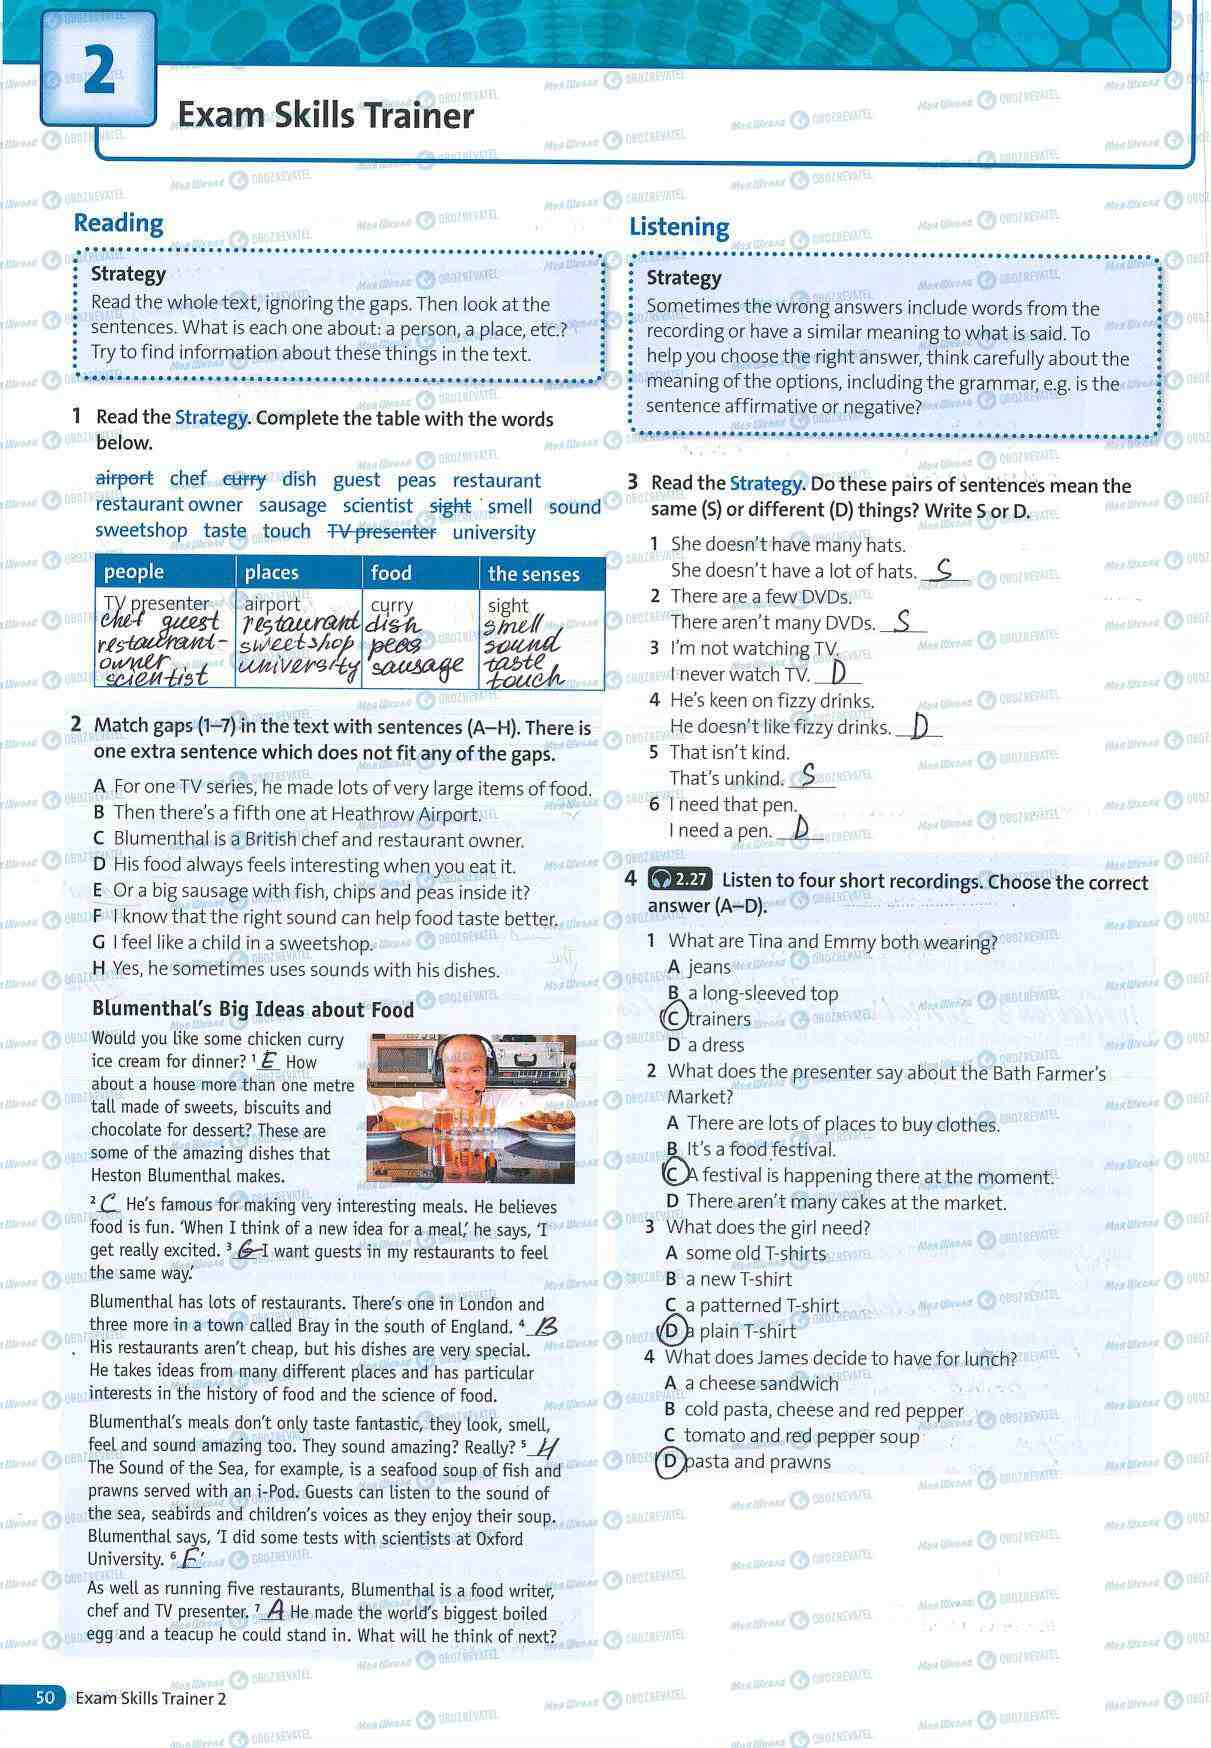 2
Exam Skills Trainer
Reading
Strategy
Read the whole text, ignoring the gaps. Then look at the
sentences. What is each one about: a person, a place, etc.?
Try to find information about these things in the text.
1 Read the Strategy. Complete the table with the words
below.
airport chef curry dish guest peas restaurant
restaurant owner sausage scientist sight smell sound
sweetshop taste touch TV presenter university
people places food the senses
TV presenter airport curry sight
chef guest restaurant dish smell
restaurant- sweetshop peas sound
owner university sausage taste
scientist touch
2 Match gaps (1–7) in the text with sentences (A–H). There is
one extra sentence which does not fit any of the gaps.
A For one TV series, he made lots of very large items of food.
B Then there's a fifth one at Heathrow Airport.
C Blumenthal is a British chef and restaurant owner.
D His food always feels interesting when you eat it.
E Or a big sausage with fish, chips and peas inside it?
F I know that the right sound can help food taste better.
G I feel like a child in a sweetshop.
H Yes, he sometimes uses sounds with his dishes.
Blumenthal's Big Ideas about Food
Would you like some chicken curry
ice cream for dinner? 1 E How
about a house more than one metre
tall made of sweets, biscuits and
chocolate for dessert? These are
some of the amazing dishes that
Heston Blumenthal makes.
2 C He's famous for making very interesting meals. He believes
food is fun. 'When I think of a new idea for a meal,' he says, 'I
get really excited. 3 G I want guests in my restaurants to feel
the same way.'
Blumenthal has lots of restaurants. There's one in London and
three more in a town called Bray in the south of England. 4 B
His restaurants aren't cheap, but his dishes are very special.
He takes ideas from many different places and has particular
interests in the history of food and the science of food.
Blumenthal's meals don't only taste fantastic, they look, smell,
feel and sound amazing too. They sound amazing? Really? 5 H
The Sound of the Sea, for example, is a seafood soup of fish and
prawns served with an i-Pod. Guests can listen to the sound of
the sea, seabirds and children's voices as they enjoy their soup.
Blumenthal says, 'I did some tests with scientists at Oxford
University. 6 F'
As well as running five restaurants, Blumenthal is a food writer,
chef and TV presenter. 7 A He made the world's biggest boiled
egg and a teacup he could stand in. What will he think of next?
50 Exam Skills Trainer 2
Listening
Strategy
Sometimes the wrong answers include words from the
recording or have a similar meaning to what is said. To
help you choose the right answer, think carefully about the
meaning of the options, including the grammar, e.g. is the
sentence affirmative or negative?
3 Read the Strategy. Do these pairs of sentences mean the
same (S) or different (D) things? Write S or D.
1 She doesn't have many hats.
She doesn't have a lot of hats. S
2 There are a few DVDs.
There aren't many DVDs. S
3 I'm not watching TV.
I never watch TV. D
4 He's keen on fizzy drinks.
He doesn't like fizzy drinks. D
5 That isn't kind.
That's unkind. S
6 I need that pen.
I need a pen. D
4 2.27 Listen to four short recordings. Choose the correct
answer (A–D).
1 What are Tina and Emmy both wearing?
A jeans
B a long-sleeved top
C trainers
D a dress
2 What does the presenter say about the Bath Farmer's
Market?
A There are lots of places to buy clothes.
B It's a food festival.
C A festival is happening there at the moment.
D There aren't many cakes at the market.
3 What does the girl need?
A some old T-shirts
B a new T-shirt
C a patterned T-shirt
D a plain T-shirt
4 What does James decide to have for lunch?
A a cheese sandwich
B cold pasta, cheese and red pepper
C tomato and red pepper soup
D pasta and prawns